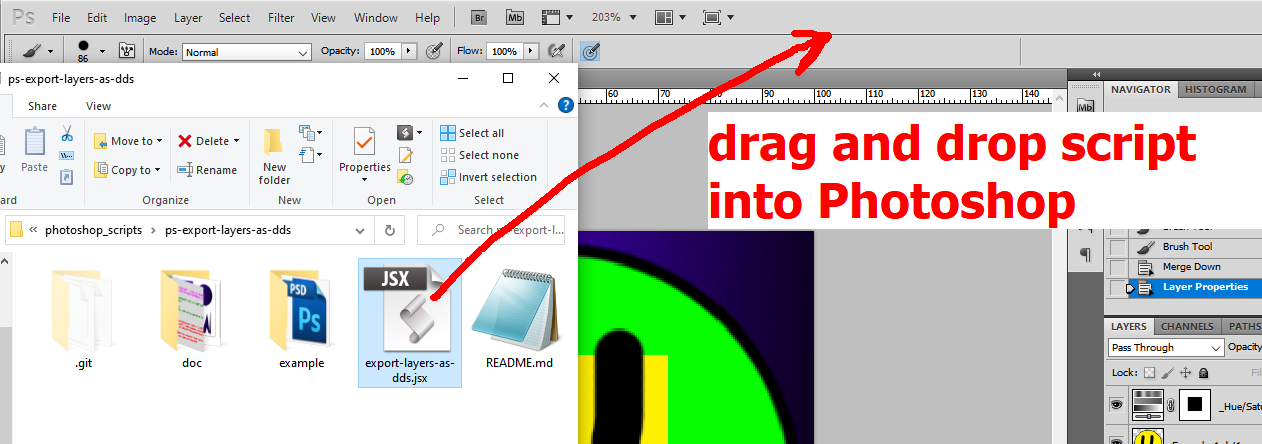 Ps File Edit Image Layer Select Filter View Window Help Br Mb 203%
86 Mode: Normal Opacity: 100% Flow: 100%
ps-export-layers-as-dds
Share View
Paste
Move to
Copy to
Delete
Rename
New
folder
Properties
Select all
Select none
Invert selection
Organize New Open Select
photoshop_scripts ps-export-layers-as-dds Search
.git
doc
PSD
Ps
example
JSX
export-layers-as-
dds.jsx
README.md
60 70 80 90 100 110 120 130 140
drag and drop script
into Photoshop
Mb
NAVIGATOR HISTOGRAM
Brush Tool
Merge Down
Layer Properties
LAYERS CHANNELS PATHS
Pass Through Opacity
Lock:
_Hue/Satu